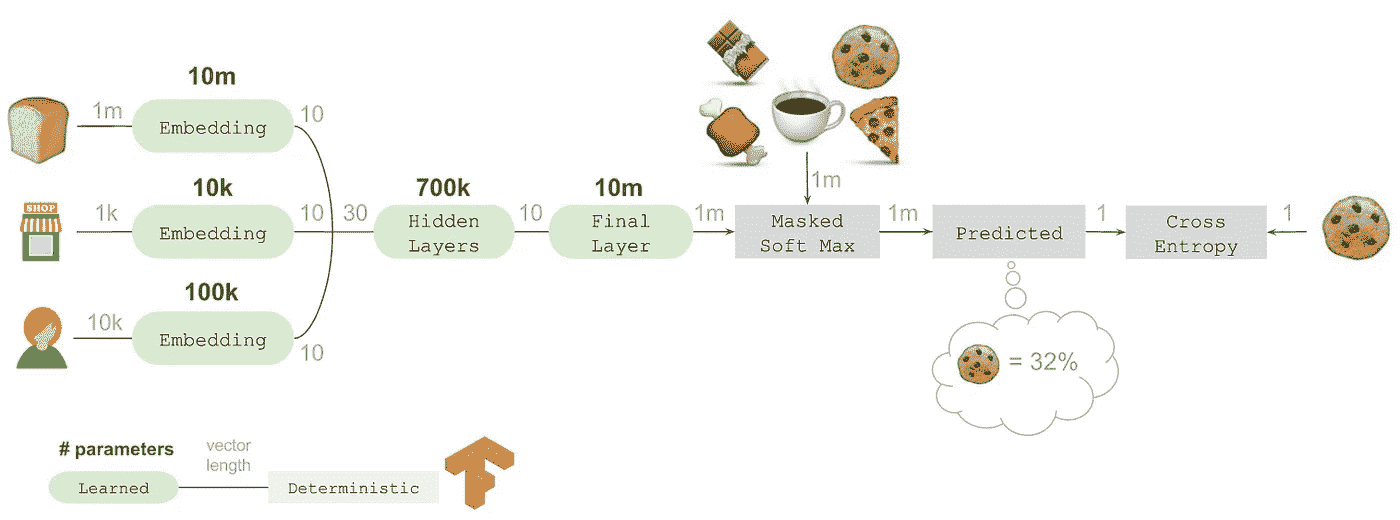 10m
1m
Embedding
10
10k
SHOP
1k
Embedding
10
30
100k
10k
Embedding
10
700k
Hidden
Layers
10
10m
Final
Layer
1m
1m
Masked
Soft Max
1m
Predicted
1
Cross
Entropy
1
= 32%
# parameters
vector
length
Learned
Deterministic